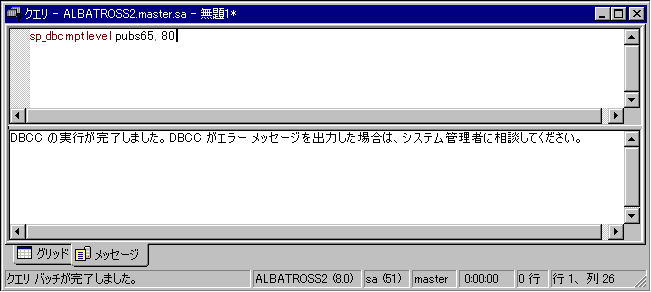 クエリ - ALBATROSS2.master.sa - 無題1*
sp_dbcmptlevel pubs65, 80
DBCC の実行が完了しました。DBCC がエラー メッセージを出力した場合は、システム管理者に相談してください。
グリッド メッセージ
クエリ バッチが完了しました。 ALBATROSS2 (8.0) sa (51) master 0:00:00 0 行 行 1、列 26